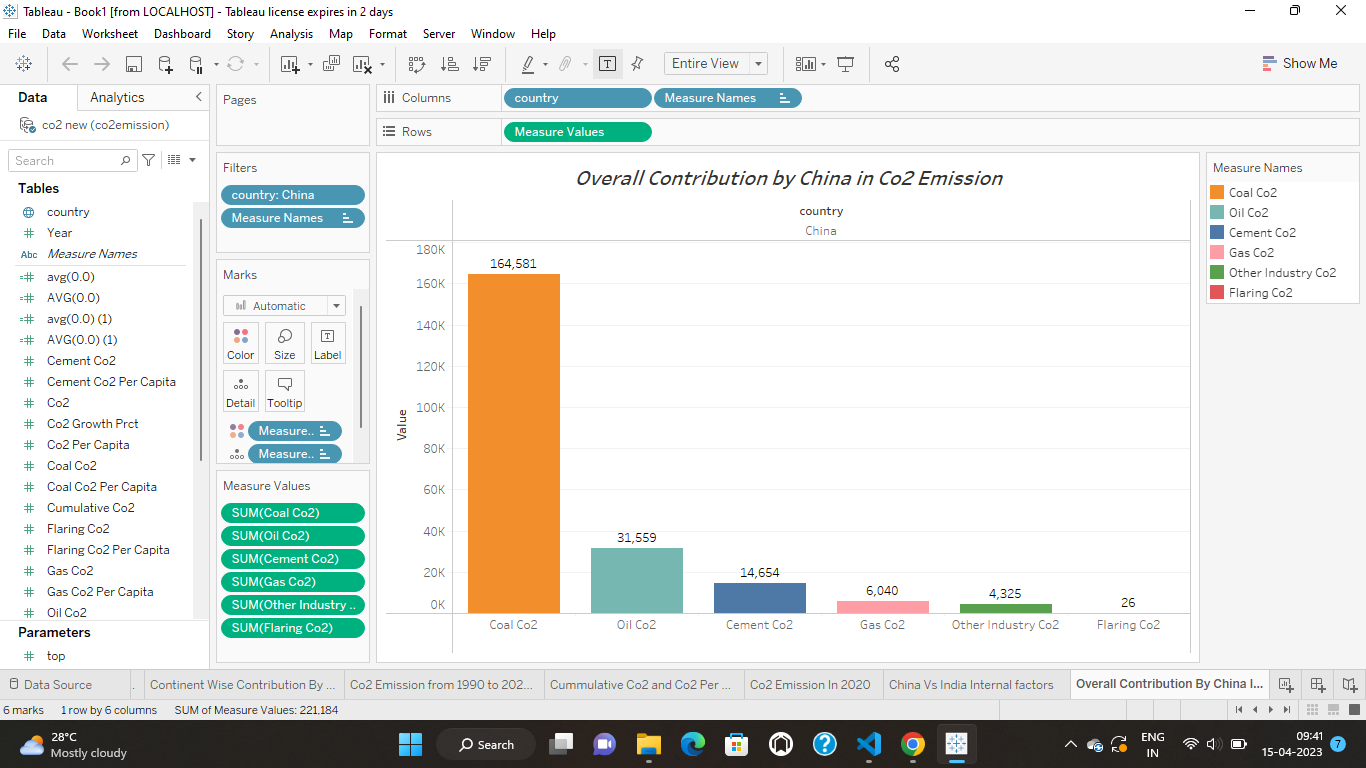 Tableau - Book1 [from LOCALHOST] - Tableau license expires in 2 days
File Data Worksheet Dashboard Story Analysis Map Format Server Window Help
Entire View
Show Me
Data Analytics
co2 new (co2emission)
Search
Tables
country
Year
Abc Measure Names
avg(0.0)
AVG(0.0)
avg(0.0) (1)
AVG(0.0) (1)
Cement Co2
Cement Co2 Per Capita
Co2
Co2 Growth Prct
Co2 Per Capita
Coal Co2
Coal Co2 Per Capita
Cumulative Co2
Flaring Co2
Flaring Co2 Per Capita
Gas Co2
Gas Co2 Per Capita
Oil Co2
Parameters
top
Pages
Filters
country: China
Measure Names
Marks
Automatic
Color Size Label
Detail Tooltip
Measure..
Measure..
Measure Values
SUM(Coal Co2)
SUM(Oil Co2)
SUM(Cement Co2)
SUM(Gas Co2)
SUM(Other Industry ..
SUM(Flaring Co2)
Columns country Measure Names
Rows Measure Values
Overall Contribution by China in Co2 Emission
country
China
Value
180K
160K
140K
120K
100K
80K
60K
40K
20K
0K
164,581
31,559
14,654
6,040
4,325
26
Coal Co2 Oil Co2 Cement Co2 Gas Co2 Other Industry Co2 Flaring Co2
Measure Names
Coal Co2
Oil Co2
Cement Co2
Gas Co2
Other Industry Co2
Flaring Co2
Data Source . Continent Wise Contribution By ... Co2 Emission from 1990 to 202... Cummulative Co2 and Co2 Per ... Co2 Emission In 2020 China Vs India Internal factors Overall Contribution By China I...
6 marks 1 row by 6 columns SUM of Measure Values: 221,184
28°C
Mostly cloudy
Search
ENG
IN
09:41
15-04-2023
7